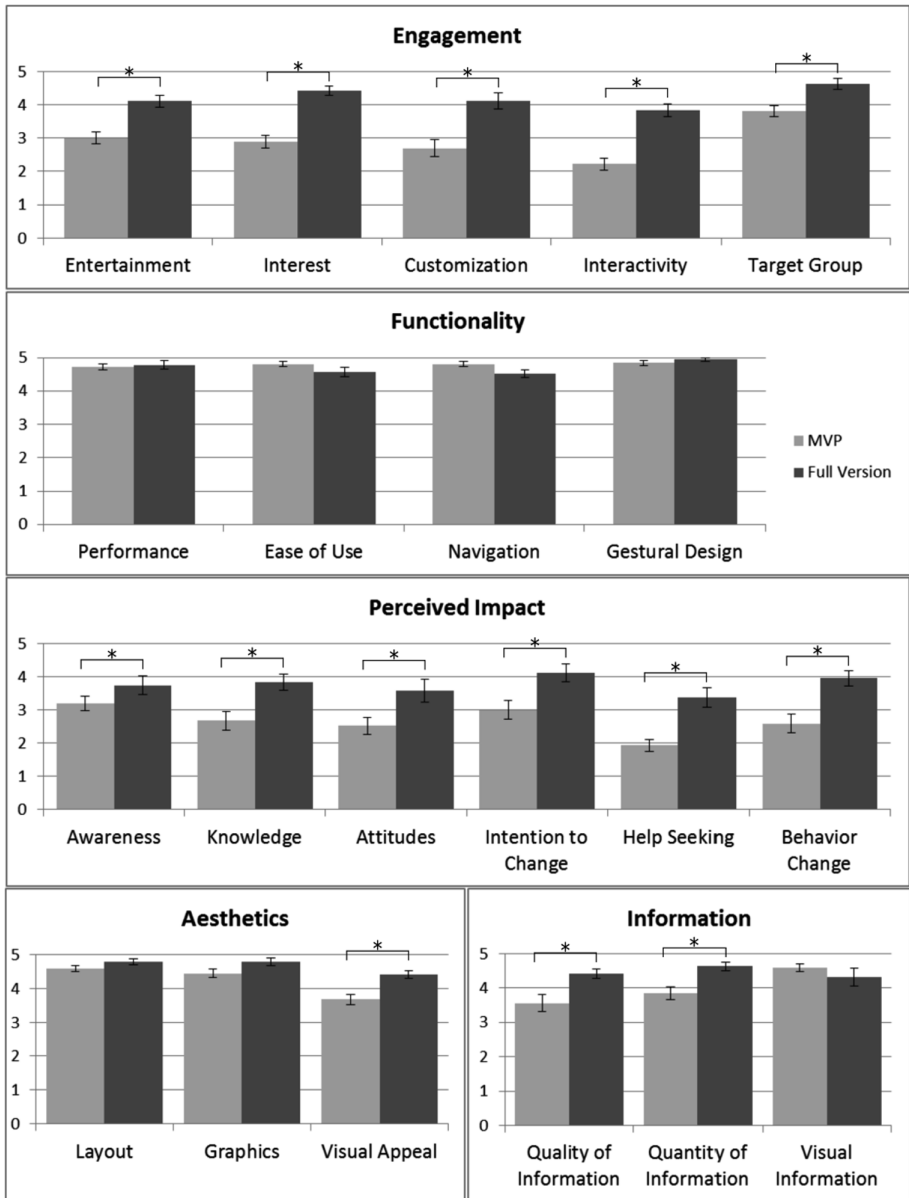 Engagement
5
4
3
2
1
0
* * * * *
Entertainment Interest Customization Interactivity Target Group
Functionality
5
4
3
2
1
0
Performance Ease of Use Navigation Gestural Design
MVP
Full Version
Perceived Impact
5
4
3
2
1
0
* * * * * *
Awareness Knowledge Attitudes Intention to Help Seeking Behavior
Change Change
Aesthetics
5
4
3
2
1
0
*
Layout Graphics Visual Appeal
Information
5
4
3
2
1
0
* *
Quality of Quantity of Visual
Information Information Information